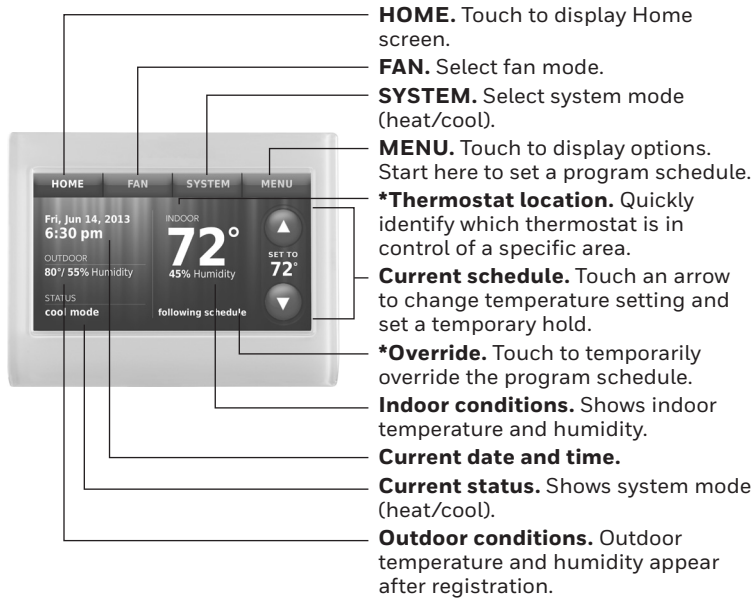 HOME. Touch to display Home
screen.
FAN. Select fan mode.
SYSTEM. Select system mode
(heat/cool).
MENU. Touch to display options.
Start here to set a program schedule.
*Thermostat location. Quickly
identify which thermostat is in
control of a specific area.
Current schedule. Touch an arrow
to change temperature setting and
set a temporary hold.
*Override. Touch to temporarily
override the program schedule.
Indoor conditions. Shows indoor
temperature and humidity.
Current date and time.
Current status. Shows system mode
(heat/cool).
Outdoor conditions. Outdoor
temperature and humidity appear
after registration.
HOME FAN SYSTEM MENU
Fri, Jun 14, 2013
6:30 pm
OUTDOOR
80°/ 55% Humidity
STATUS
cool mode
INDOOR
72°
45% Humidity
following schedule
SET TO
72°